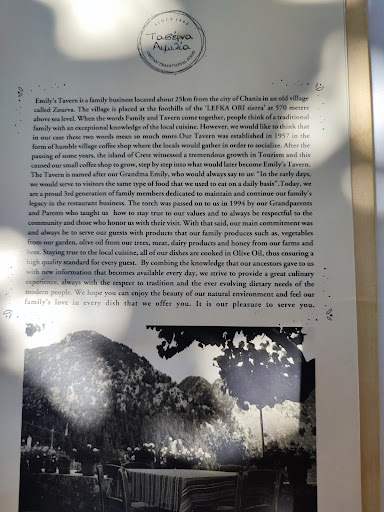 SINCE 1957
Ταβέρνα
Αιμιλία
CRETAN TRADITIONAL FOOD
Emily's Tavern is a family business located about 25km from the city of Chania in an old village
called Zourva. The village is placed at the foothills of the 'LEFKA ORI sierra' at 570 meters
above sea level. When the words Family and Tavern come together, people think of a traditional
family with an exceptional knowledge of the local cuisine. However, we would like to think that
in our case these two words mean so much more.Our Tavern was established in 1957 in the
form of humble village coffee shop where the locals would gather in order to socialize. After the
passing of some years, the island of Crete witnessed a tremendous growth in Tourism and this
caused our small coffee shop to grow, step by step into what would later become Emily's Tavern.
The Tavern is named after our Grandma Emily, who would always say to us: "In the early days,
we would serve to visitors the same type of food that we used to eat on a daily basis".Today, we
are a proud 3rd generation of family members dedicated to maintain and continue our family's
legacy in the restaurant business. The torch was passed on to us in 1994 by our Grandparents
and Parents who taught us how to stay true to our values and to always be respectful to the
community and those who honor us with their visit. With that said, our main commitment was
and always be to serve our guests with products that our family produces such as, vegetables
from our garden, olive oil from our trees, meat, dairy products and honey from our farms and
bees. Staying true to the local cuisine, all of our dishes are cooked in Olive Oil, thus ensuring a
high quality standard for every guest. By combing the knowledge that our ancestors gave to us
with new information that becomes available every day, we strive to provide a great culinary
experience, always with the respect to tradition and the ever evolving dietary needs of the
modern people. We hope you can enjoy the beauty of our natural environment and feel our
family's love in every dish that we offer you. It is our pleasure to serve you.